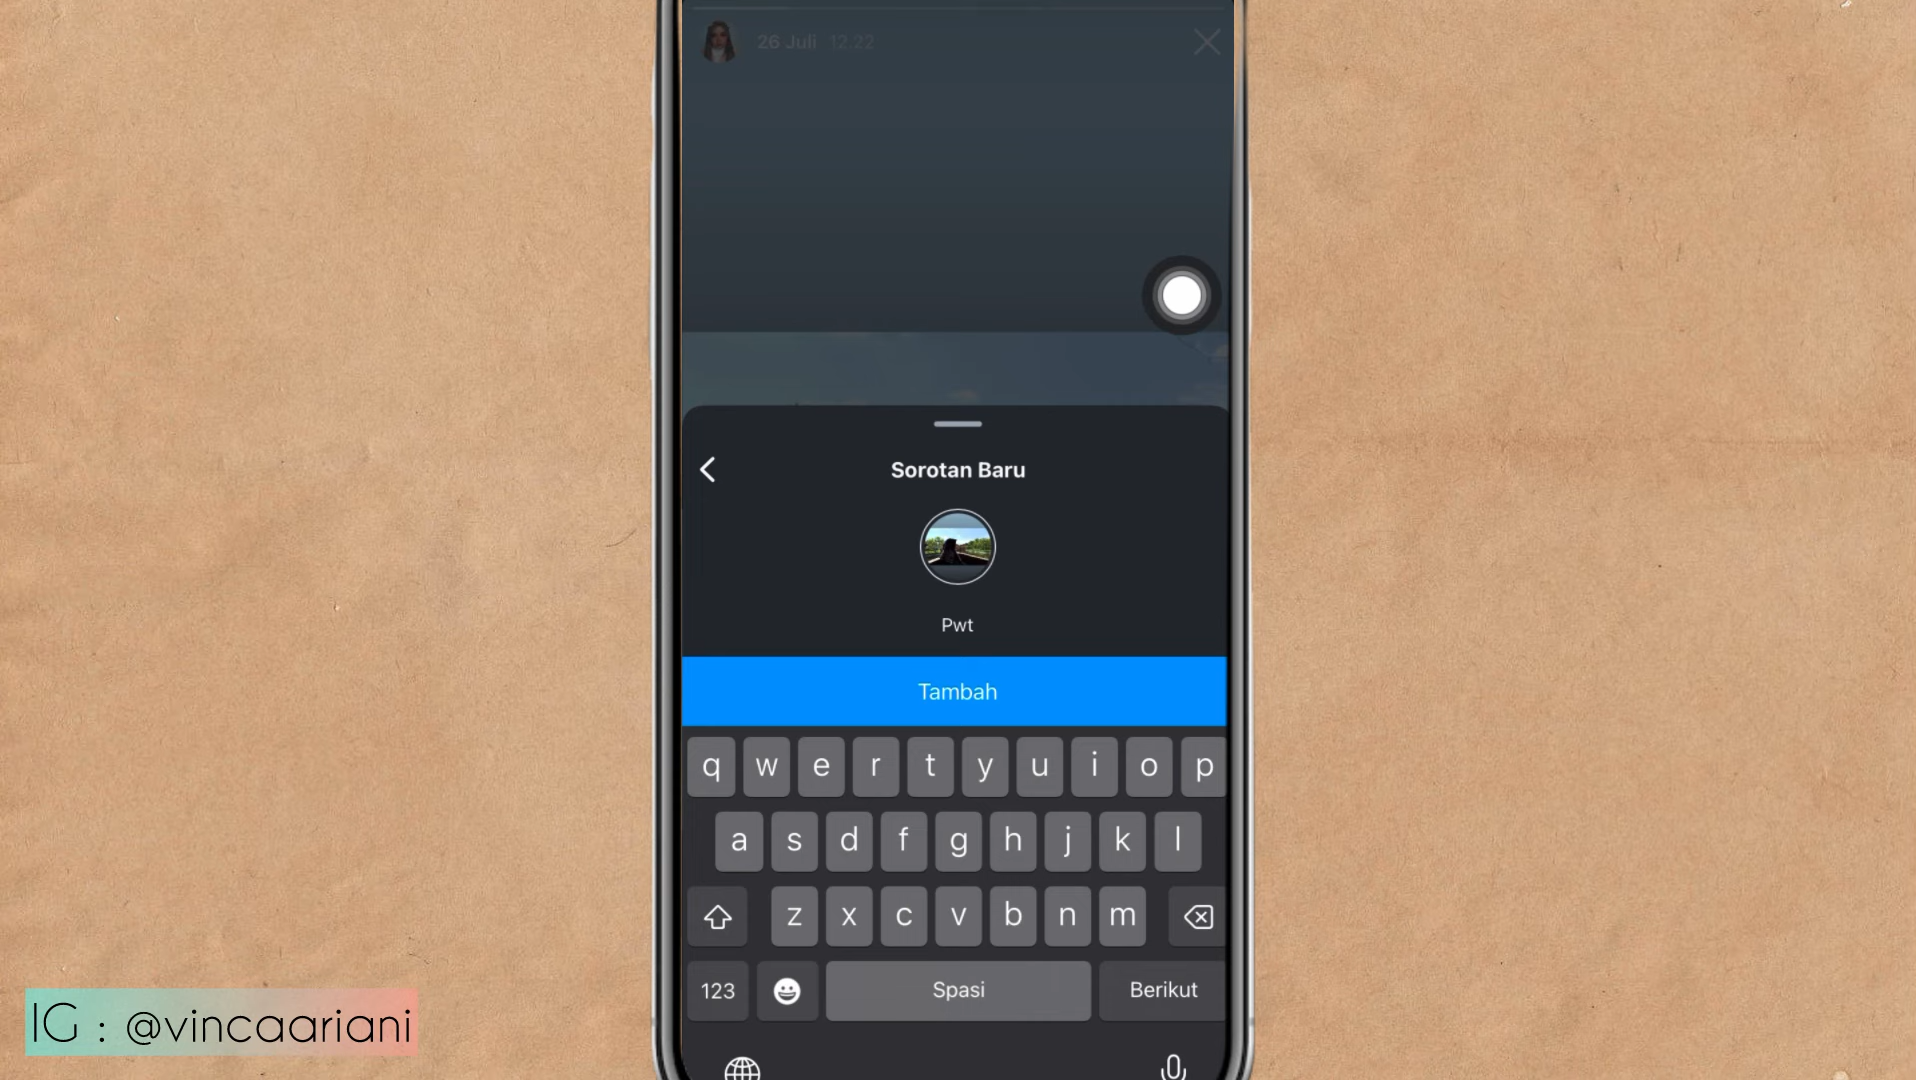 26 Juli 12.22
Sorotan Baru
Pwt
Tambah
q w e r t y u i o p
a s d f g h j k l
z x c v b n m
123 Spasi Berikut
IG : @vincaariani